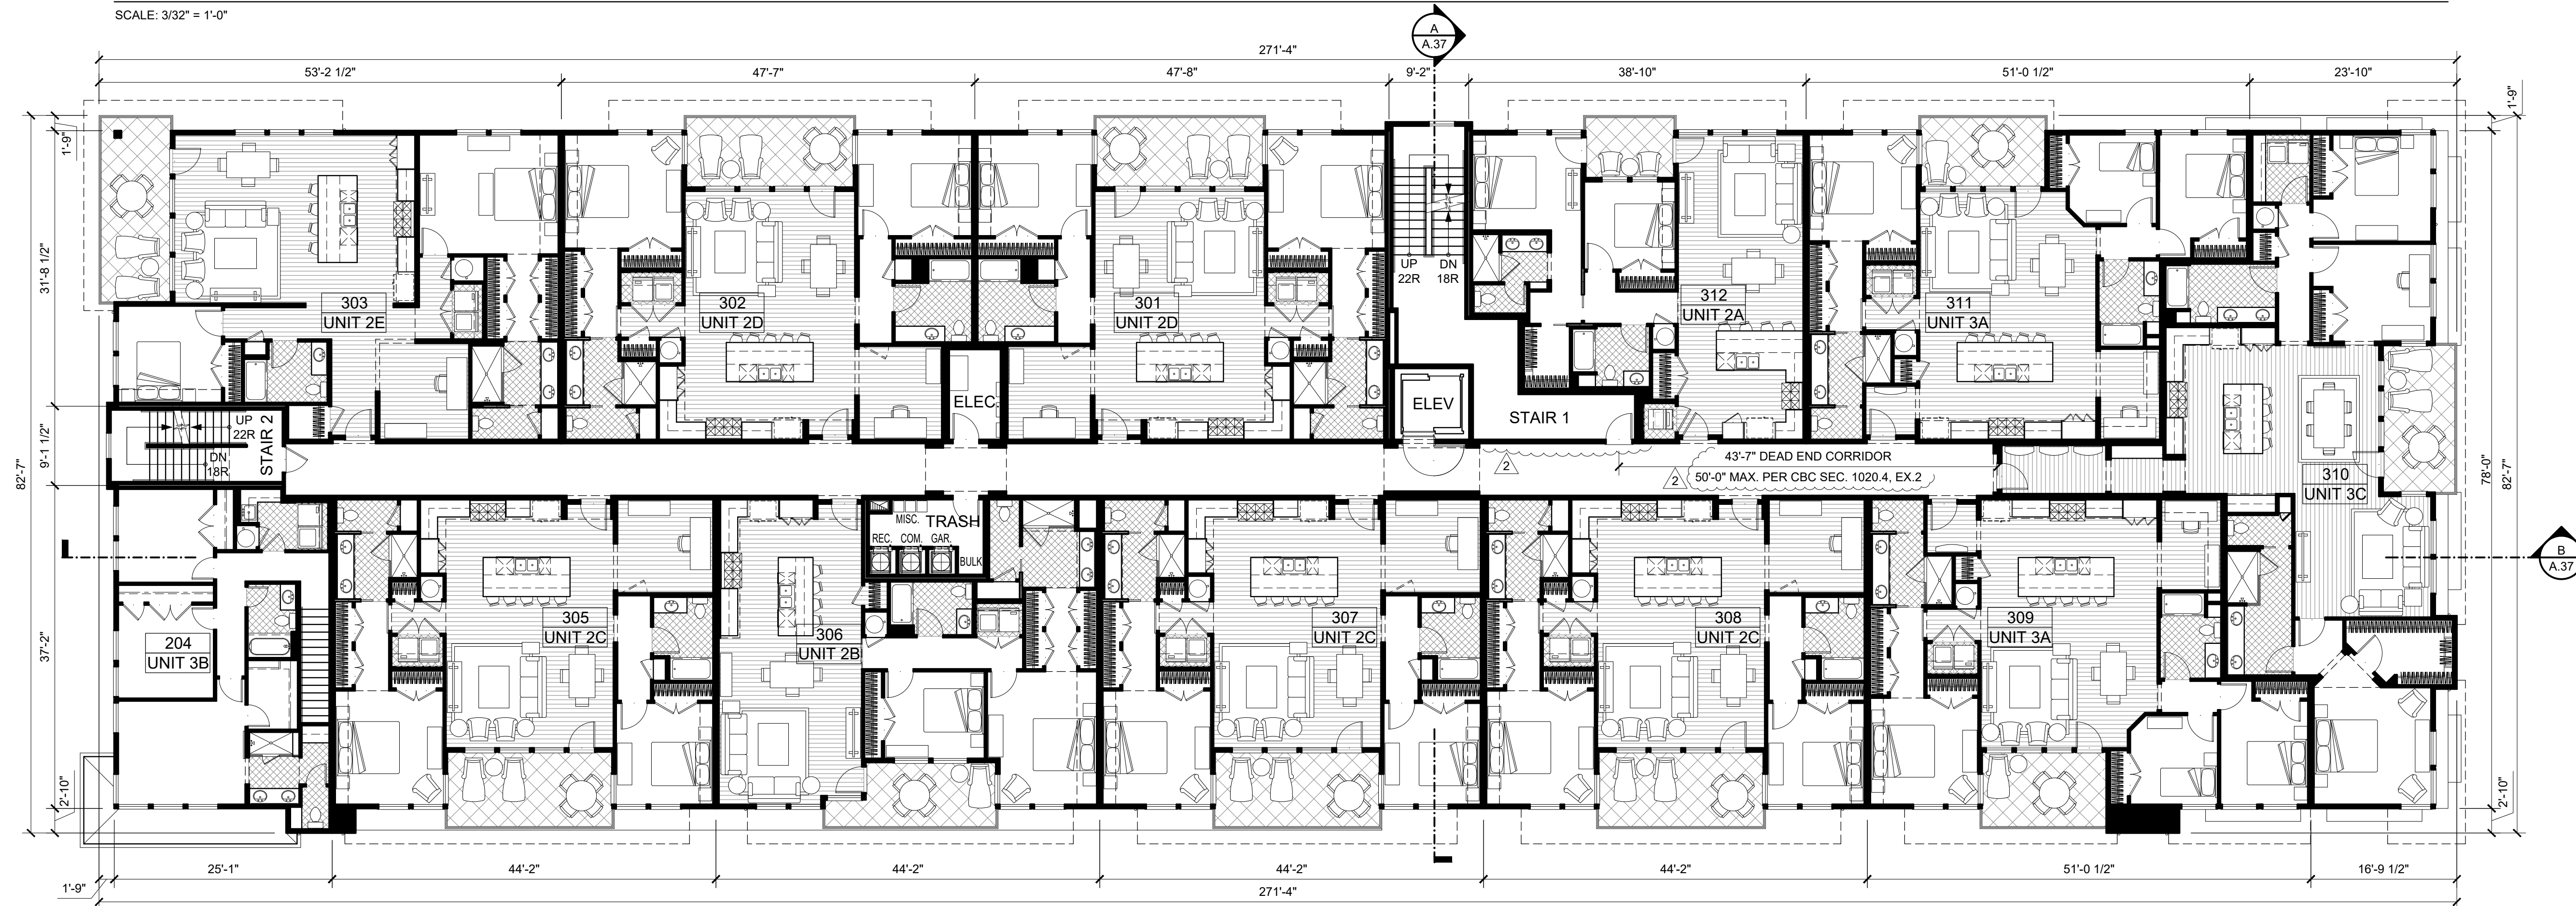 SCALE: 3/32" = 1'-0"
A
A.37
271'-4"
53'-2 1/2"
47'-7"
47'-8"
9'-2"
38'-10"
51'-0 1/2"
23'-10"
1'-9"
1'-9"
31'-8 1/2"
9'-1 1/2"
82'-7"
37'-2"
2'-10"
1'-9"
78'-0"
82'-7"
2'-10"
303
UNIT 2E
302
UNIT 2D
301
UNIT 2D
UP
22R
DN
18R
312
UNIT 2A
311
UNIT 3A
ELEC
ELEV
STAIR 1
UP
22R
DN
18R
STAIR 2
2
43'-7" DEAD END CORRIDOR
2
50'-0" MAX. PER CBC SEC. 1020.4, EX.2
310
UNIT 3C
MISC.
TRASH
REC.
COM.
GAR.
BULK
204
UNIT 3B
305
UNIT 2C
306
UNIT 2B
307
UNIT 2C
308
UNIT 2C
309
UNIT 3A
B
A.37
25'-1"
44'-2"
44'-2"
44'-2"
44'-2"
51'-0 1/2"
16'-9 1/2"
271'-4"